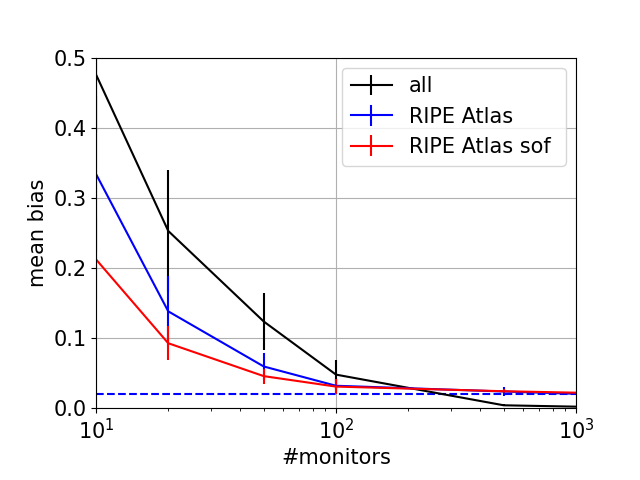 0.5
0.4
0.3
0.2
0.1
0.0
mean bias
all
RIPE Atlas
RIPE Atlas sof
10¹
10²
10³
#monitors